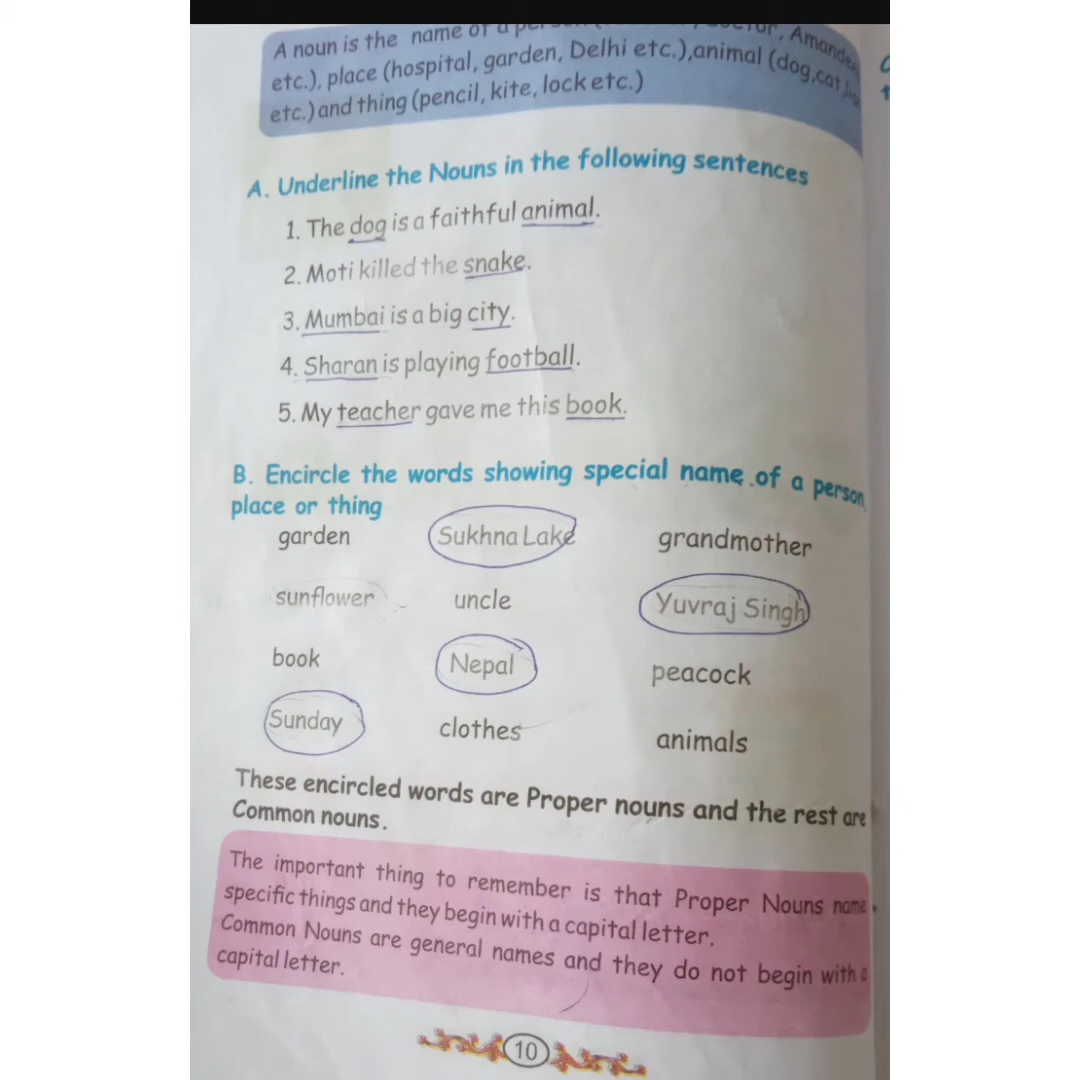 A noun is the name of a
etc.), place (hospital, garden, Delhi etc.),animal (dog,cat,
etc.) and thing (pencil, kite, lock etc.)
A. Underline the Nouns in the following sentences
1. The dog is a faithful animal.
2. Moti killed the snake.
3. Mumbai is a big city.
4. Sharan is playing football.
5. My teacher gave me this book.
B. Encircle the words showing special name of a person,
place or thing
garden Sukhna Lake grandmother
sunflower uncle Yuvraj Singh
book Nepal peacock
Sunday clothes animals
These encircled words are Proper nouns and the rest are
Common nouns.
The important thing to remember is that Proper Nouns name
specific things and they begin with a capital letter.
Common Nouns are general names and they do not begin with a
capital letter.
10